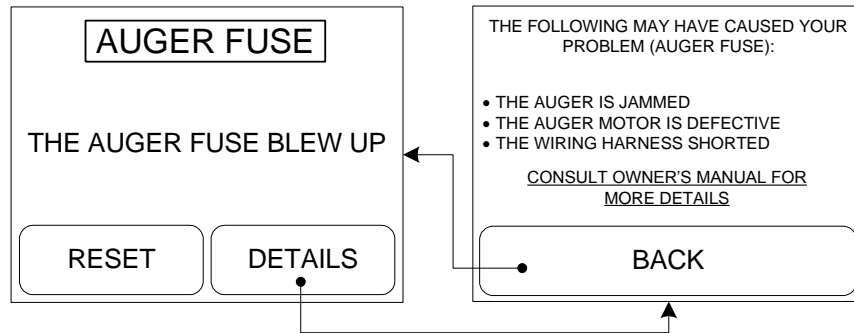 AUGER FUSE
THE AUGER FUSE BLEW UP
RESET
DETAILS
THE FOLLOWING MAY HAVE CAUSED YOUR
PROBLEM (AUGER FUSE):
• THE AUGER IS JAMMED
• THE AUGER MOTOR IS DEFECTIVE
• THE WIRING HARNESS SHORTED
CONSULT OWNER'S MANUAL FOR
MORE DETAILS
BACK